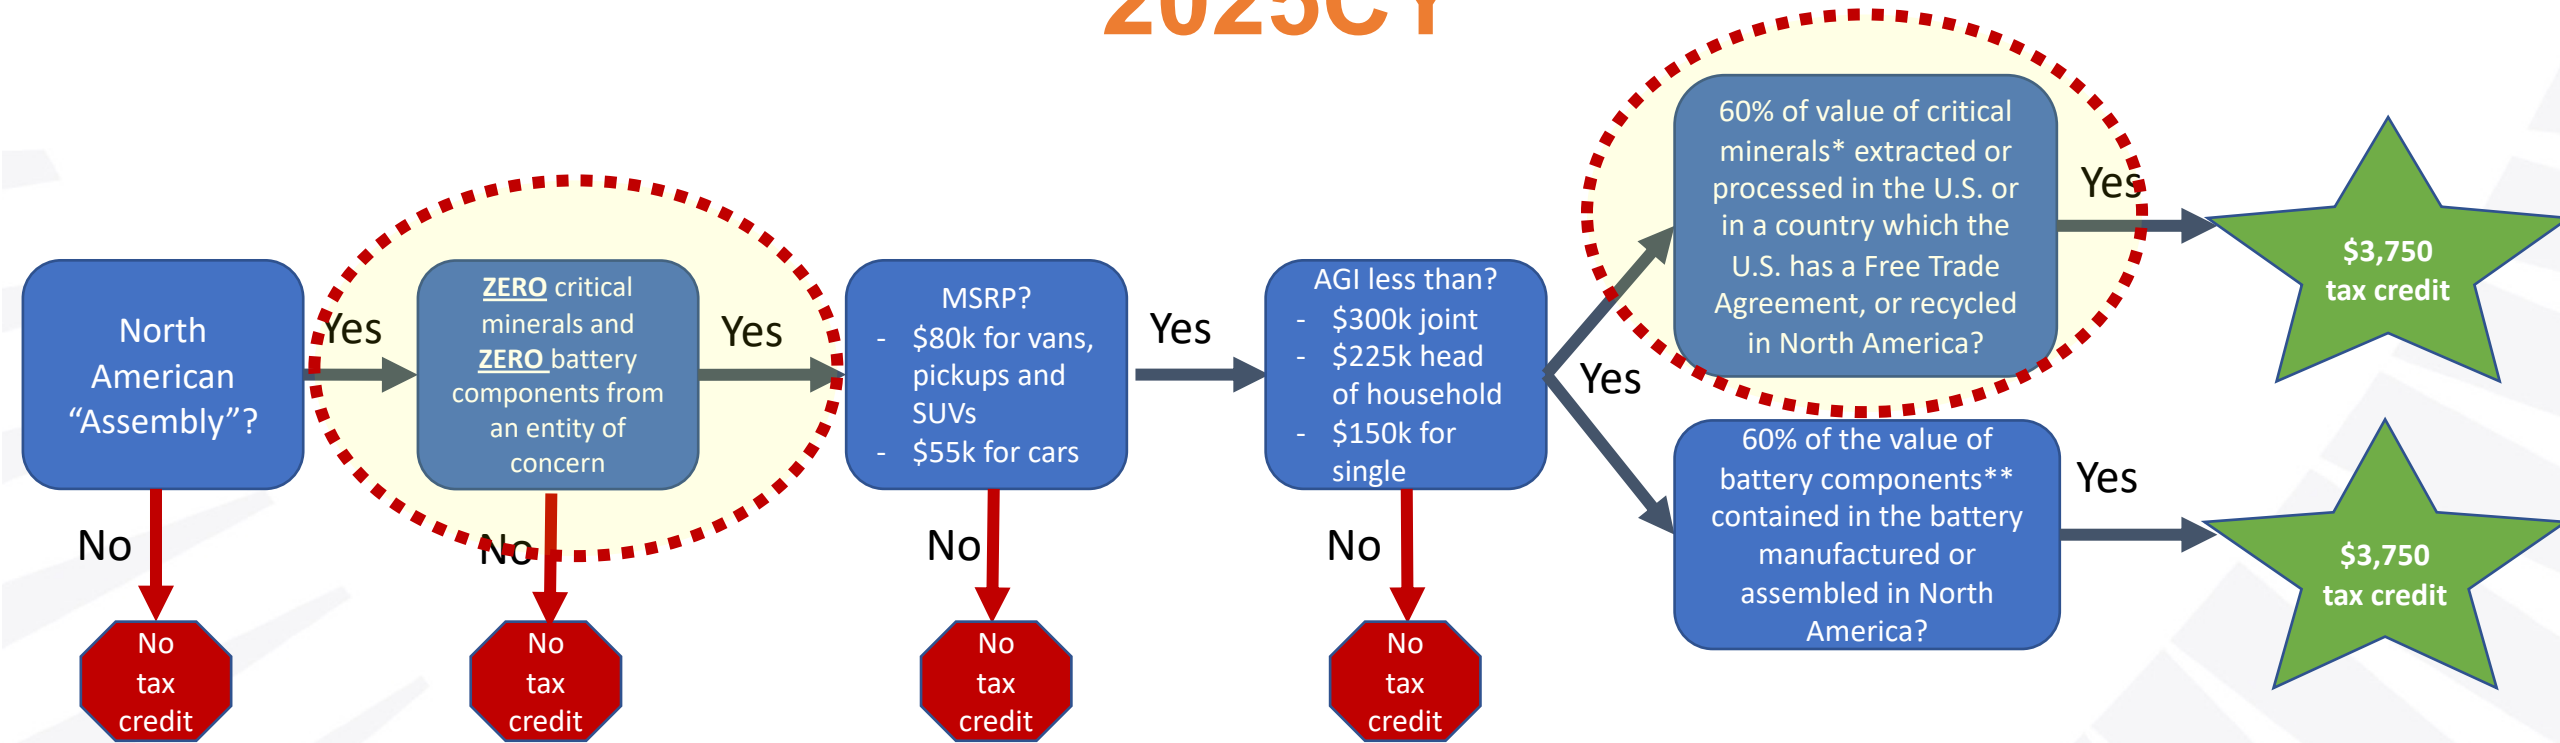 2025CY
North
American
“Assembly”?
Yes
No
No
tax
credit
ZERO critical
minerals and
ZERO battery
components from
an entity of
concern
Yes
No
No
tax
credit
MSRP?
- $80k for vans,
pickups and
SUVs
- $55k for cars
Yes
No
No
tax
credit
AGI less than?
- $300k joint
- $225k head
of household
- $150k for
single
Yes
No
No
tax
credit
60% of value of critical
minerals* extracted or
processed in the U.S. or
in a country which the
U.S. has a Free Trade
Agreement, or recycled
in North America?
Yes
$3,750
tax credit
60% of the value of
battery components**
contained in the battery
manufactured or
assembled in North
America?
Yes
$3,750
tax credit